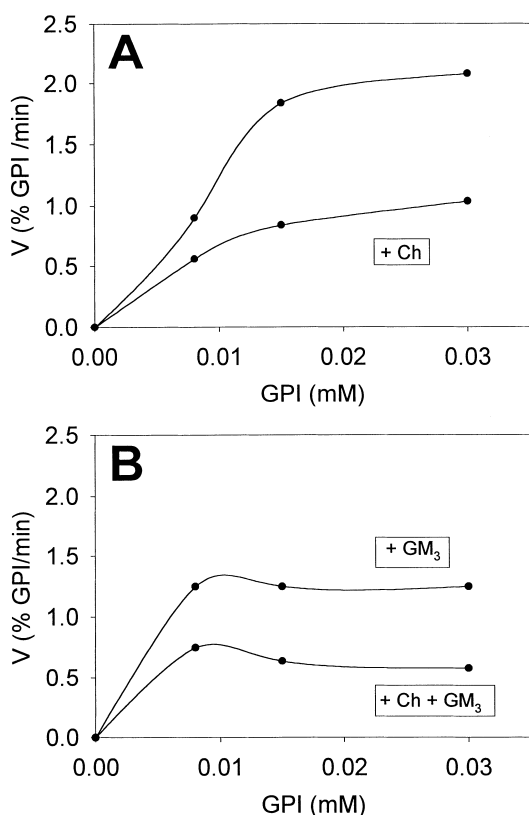 A
2.5
2.0
1.5
1.0
0.5
0.0
V (% GPI /min)
+ Ch
0.00 0.01 0.02 0.03
GPI (mM)
B
2.5
2.0
1.5
1.0
0.5
0.0
V (% GPI/min)
+ GM₃
+ Ch + GM₃
0.00 0.01 0.02 0.03
GPI (mM)